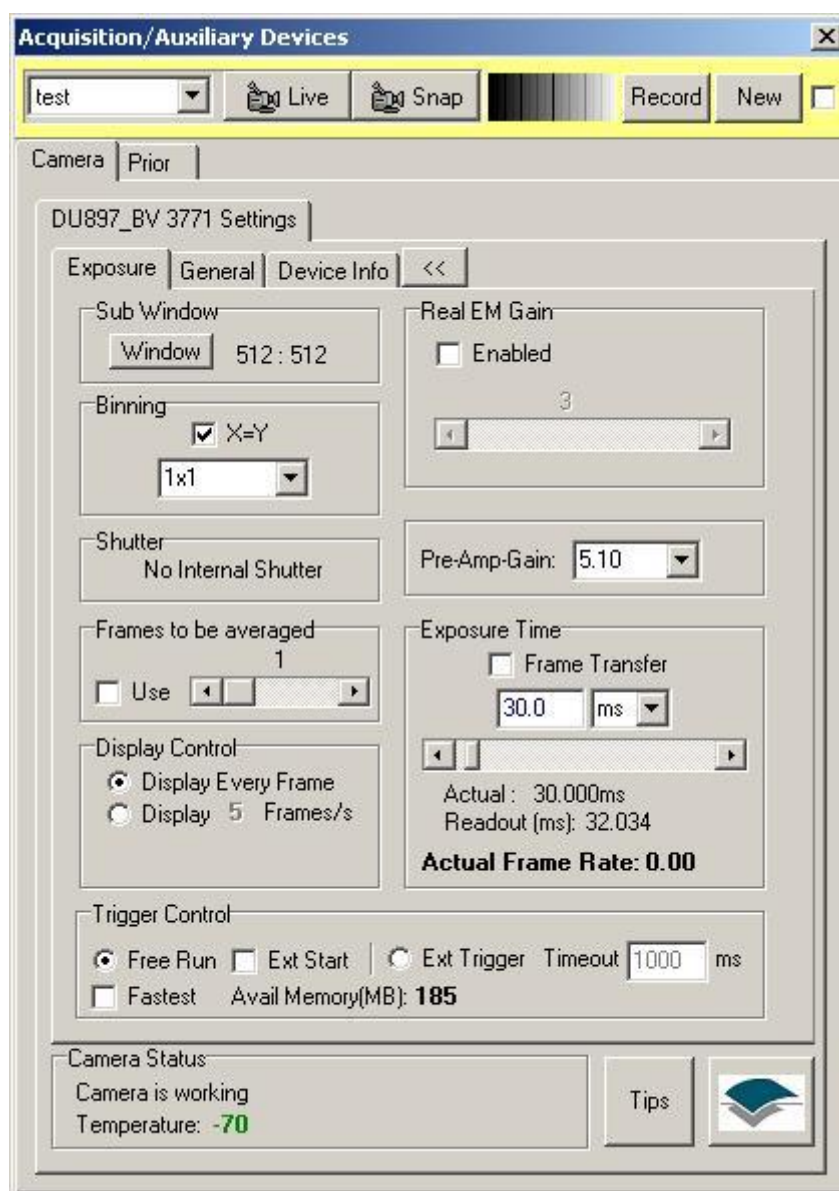 Acquisition/Auxiliary Devices
test Live Snap Record New
Camera Prior
DU897_BV 3771 Settings
Exposure General Device Info <<
Sub Window
Window 512 : 512
Real EM Gain
Enabled
3
Binning
X=Y
1x1
Shutter
No Internal Shutter
Pre-Amp-Gain: 5.10
Frames to be averaged
1
Use
Exposure Time
Frame Transfer
30.0 ms
Actual : 30.000ms
Readout (ms): 32.034
Actual Frame Rate: 0.00
Display Control
Display Every Frame
Display 5 Frames/s
Trigger Control
Free Run Ext Start Ext Trigger Timeout 1000 ms
Fastest Avail Memory(MB): 185
Camera Status
Camera is working
Temperature: -70
Tips